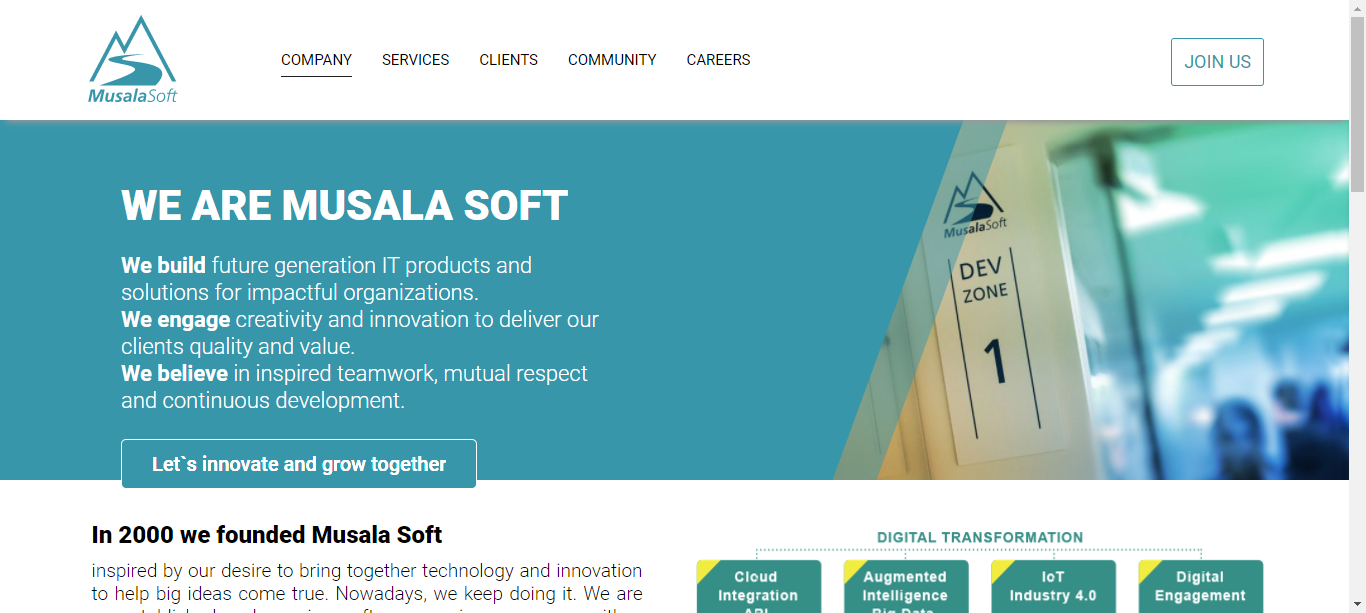 MusalaSoft
COMPANY SERVICES CLIENTS COMMUNITY CAREERS
JOIN US
WE ARE MUSALA SOFT
We build future generation IT products and
solutions for impactful organizations.
We engage creativity and innovation to deliver our
clients quality and value.
We believe in inspired teamwork, mutual respect
and continuous development.
Let`s innovate and grow together
MusalaSoft
DEV
ZONE
1
In 2000 we founded Musala Soft
inspired by our desire to bring together technology and innovation
to help big ideas come true. Nowadays, we keep doing it. We are
DIGITAL TRANSFORMATION
Cloud
Integration
API
Augmented
Intelligence
Big Data
IoT
Industry 4.0
Digital
Engagement